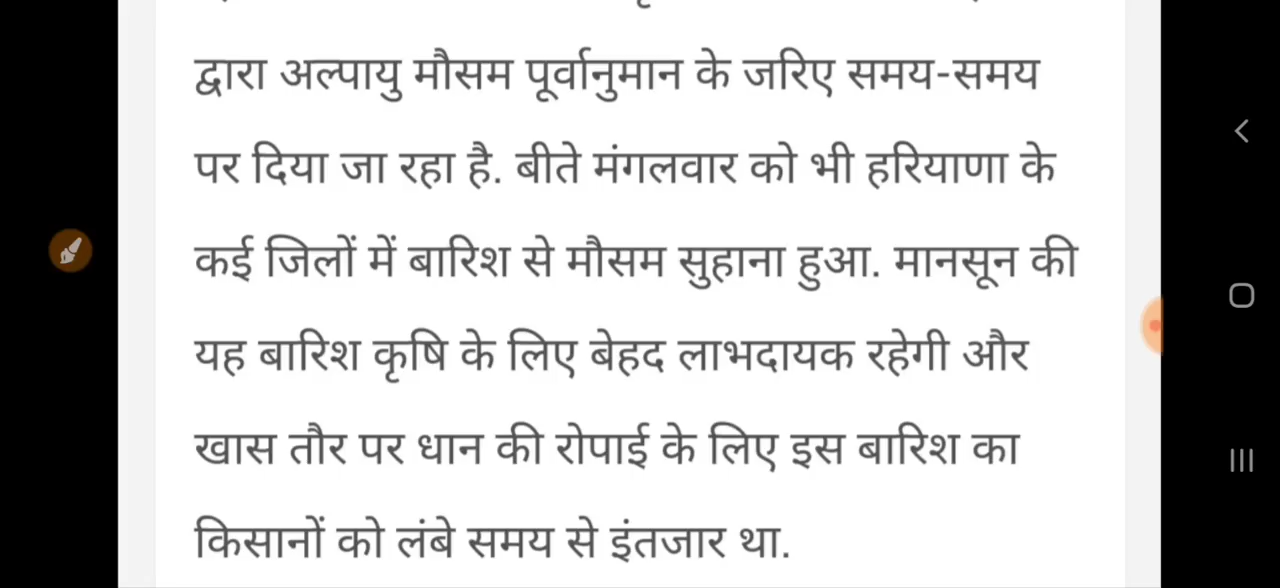 द्वारा अल्पायु मौसम पूर्वानुमान के जरिए समय-समय
पर दिया जा रहा है. बीते मंगलवार को भी हरियाणा के
कई जिलों में बारिश से मौसम सुहाना हुआ. मानसून की
यह बारिश कृषि के लिए बेहद लाभदायक रहेगी और
खास तौर पर धान की रोपाई के लिए इस बारिश का
किसानों को लंबे समय से इंतजार था.